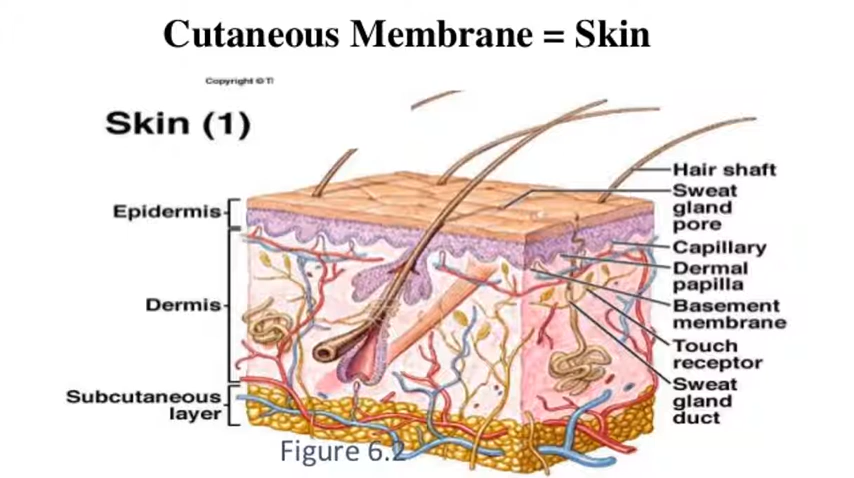 Cutaneous Membrane = Skin
Copyright © T
Skin (1)
Epidermis
Dermis
Subcutaneous
layer
Hair shaft
Sweat
gland
pore
Capillary
Dermal
papilla
Basement
membrane
Touch
receptor
Sweat
gland
duct
Figure 6.2